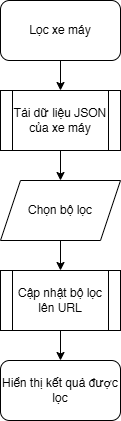 Lọc xe máy
Tải dữ liệu JSON
của xe máy
Chọn bộ lọc
Cập nhật bộ lọc
lên URL
Hiển thị kết quả được
lọc